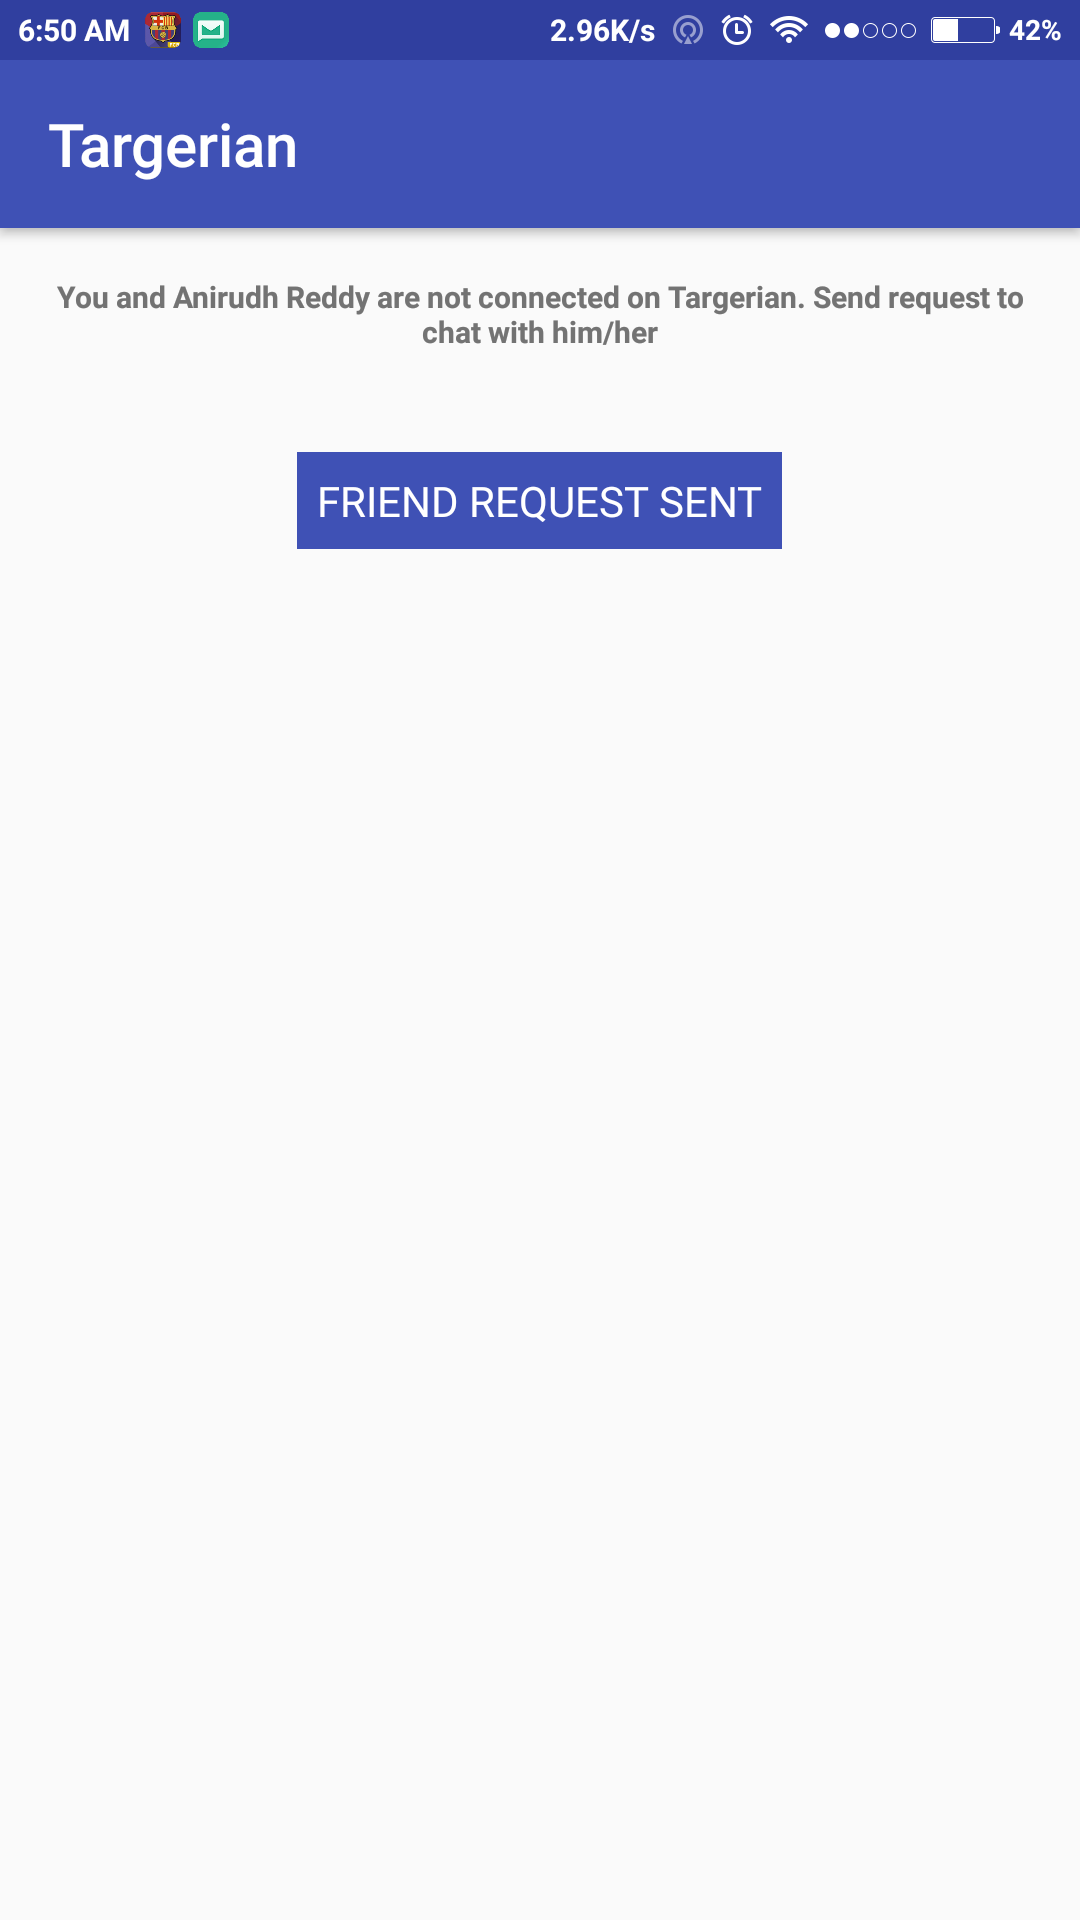 6:50 AM 2.96K/s 42%
Targerian
You and Anirudh Reddy are not connected on Targerian. Send request to
chat with him/her
FRIEND REQUEST SENT